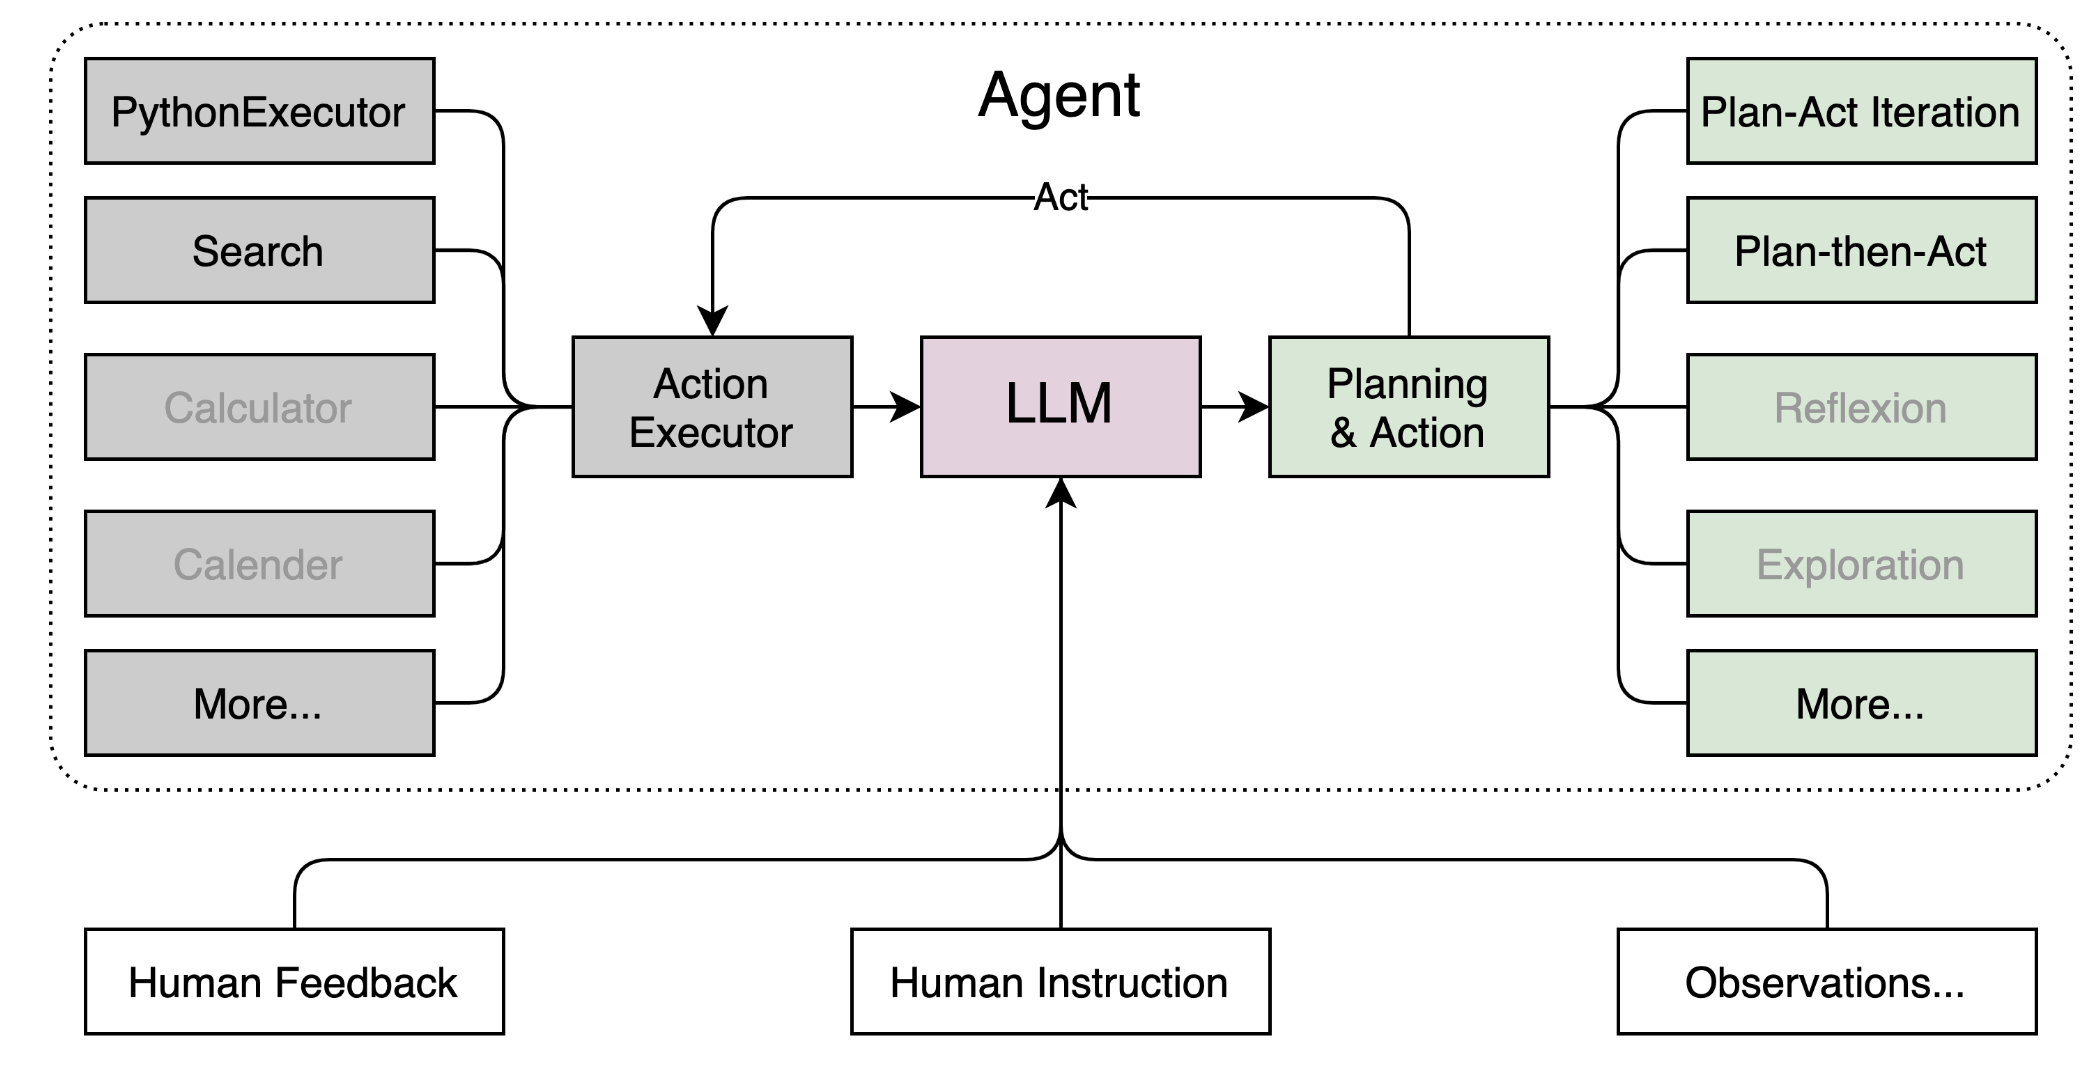 Agent
PythonExecutor
Search
Calculator
Calender
More...
Act
Action
Executor
LLM
Planning
& Action
Plan-Act Iteration
Plan-then-Act
Reflexion
Exploration
More...
Human Feedback
Human Instruction
Observations...